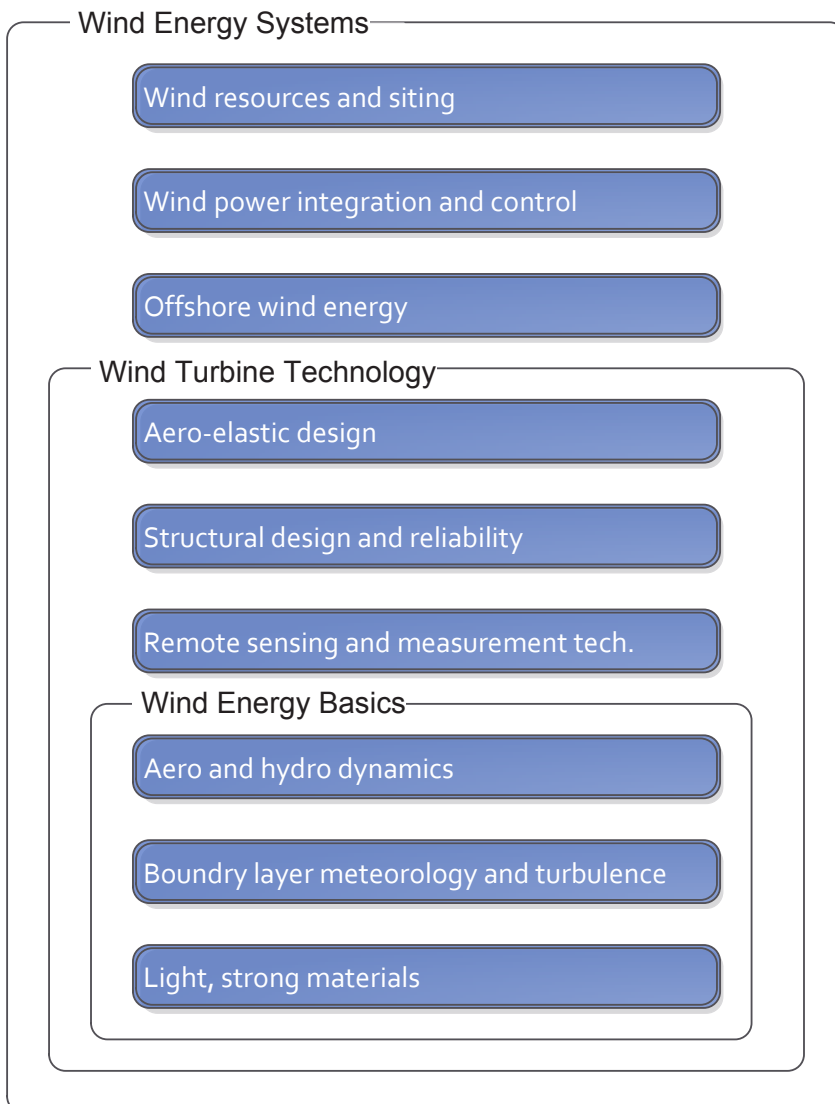 Wind Energy Systems
Wind resources and siting
Wind power integration and control
Offshore wind energy
Wind Turbine Technology
Aero-elastic design
Structural design and reliability
Remote sensing and measurement tech.
Wind Energy Basics
Aero and hydro dynamics
Boundry layer meteorology and turbulence
Light, strong materials